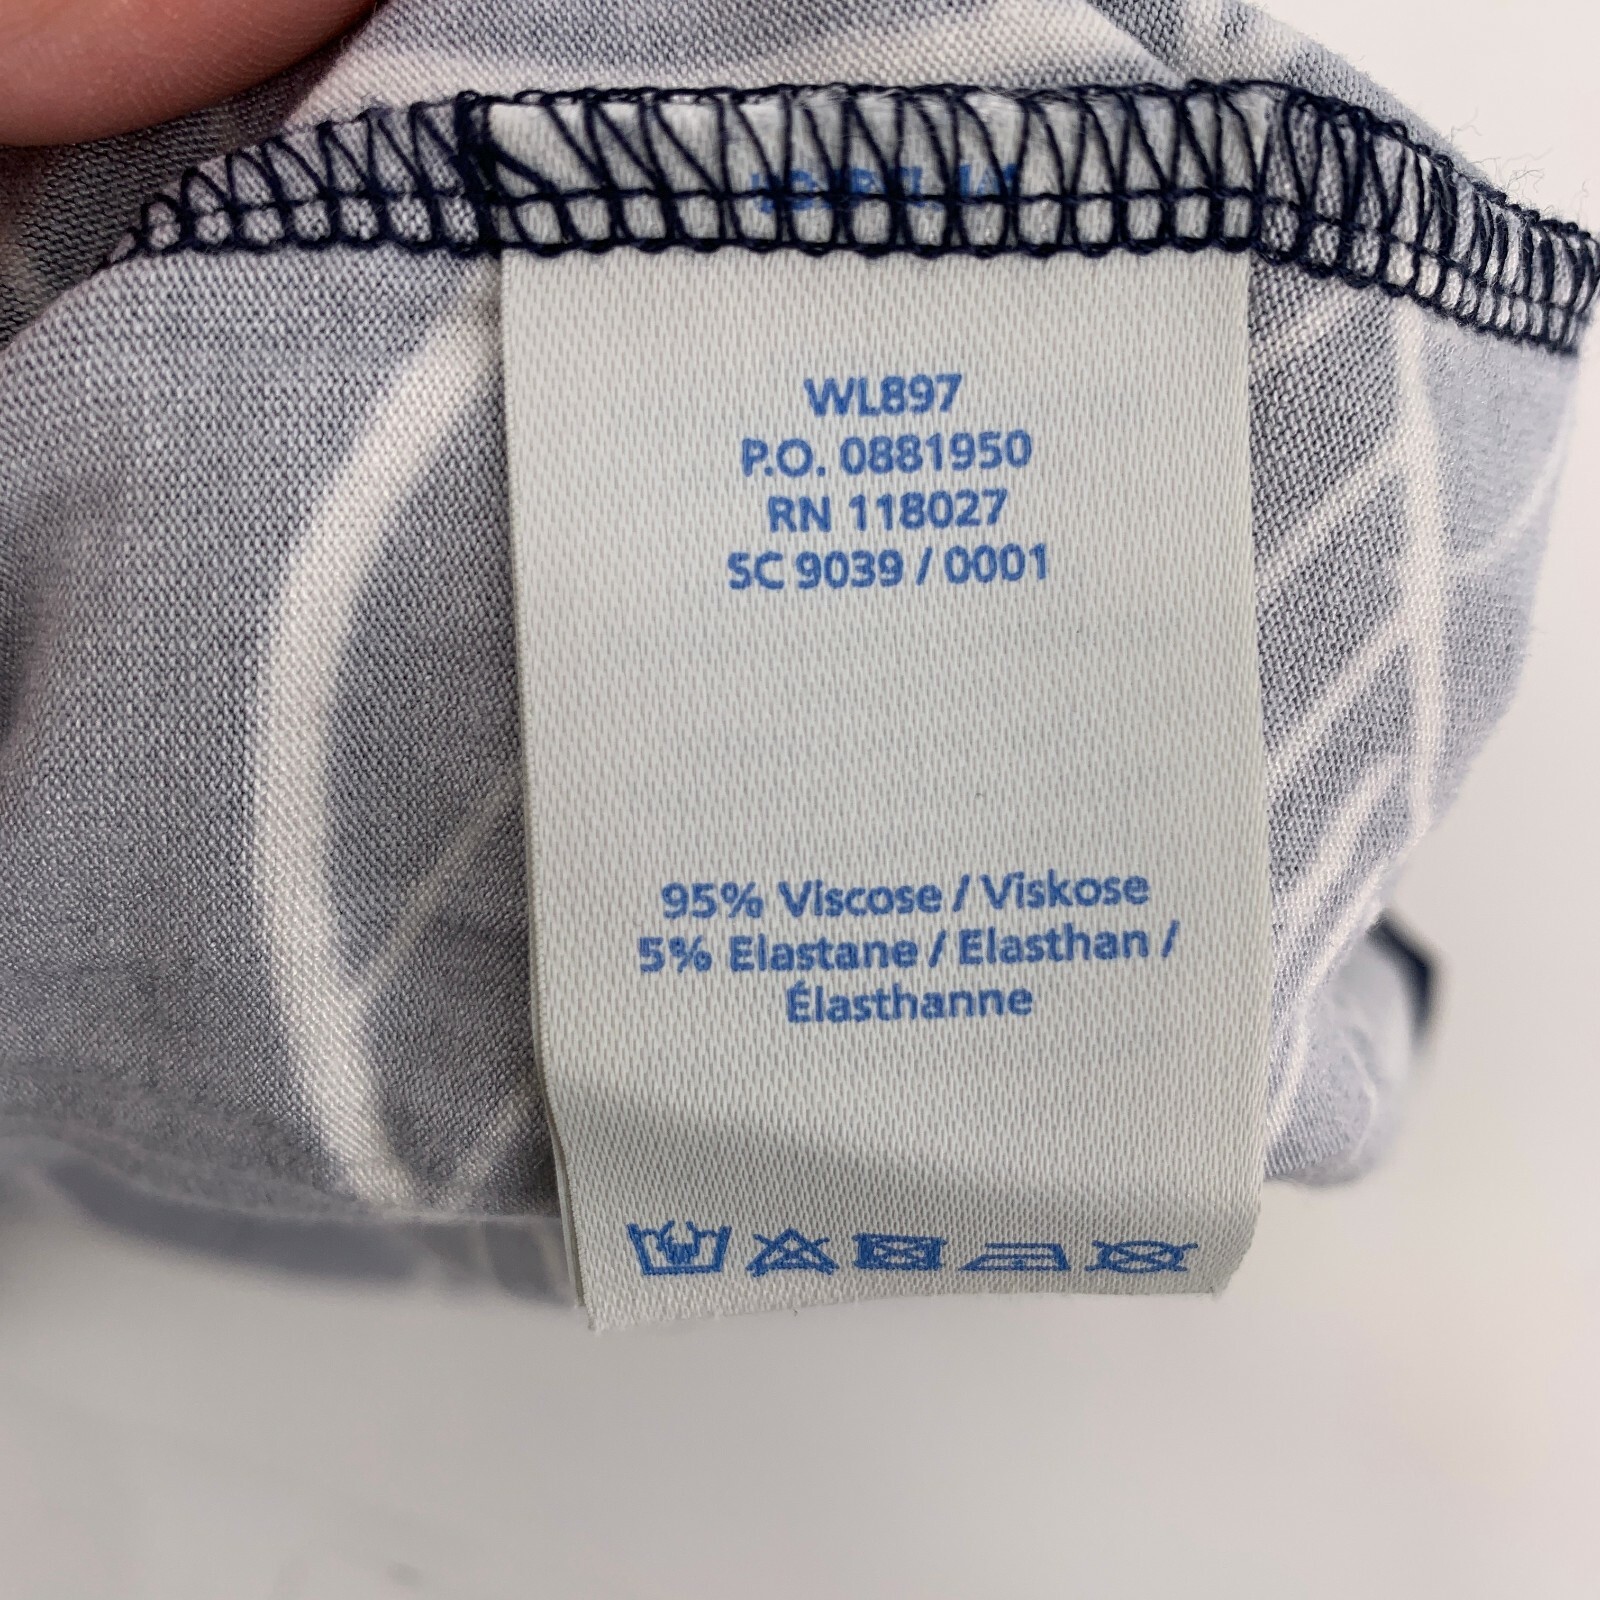 WL897
P.O. 0881950
RN 118027
SC 9039 / 0001
95% Viscose / Viskose
5% Elastane / Elasthan /
Élasthanne